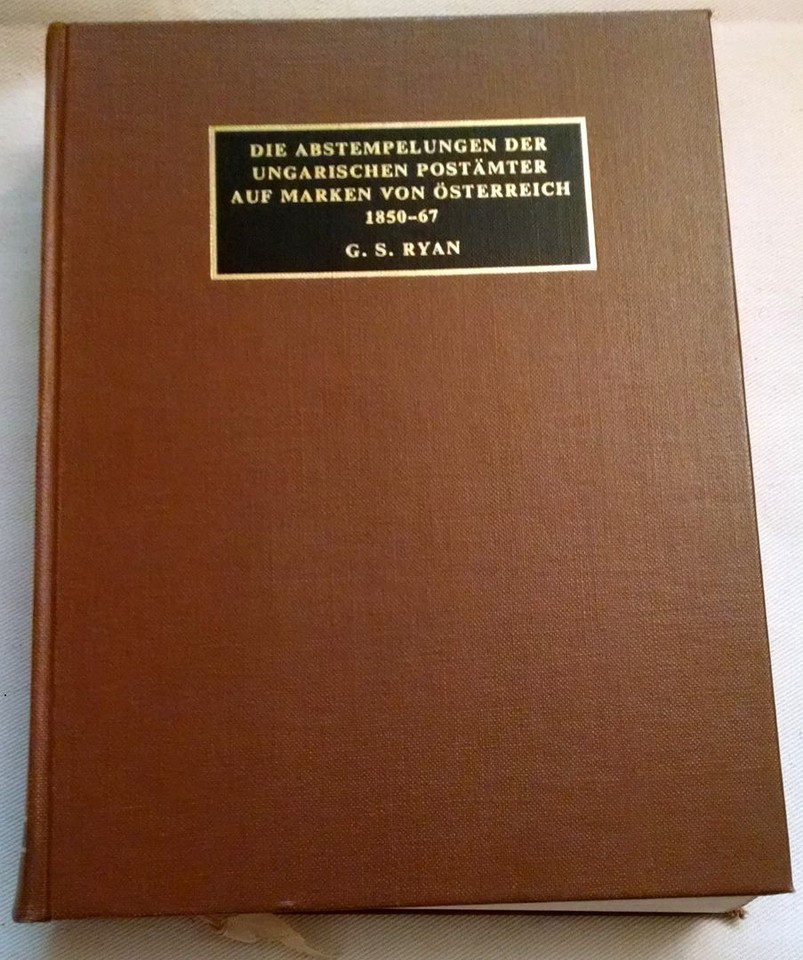 DIE ABSTEMPELUNGEN DER
UNGARISCHEN POSTÄMTER
AUF MARKEN VON ÖSTERREICH
1850–67
G. S. RYAN